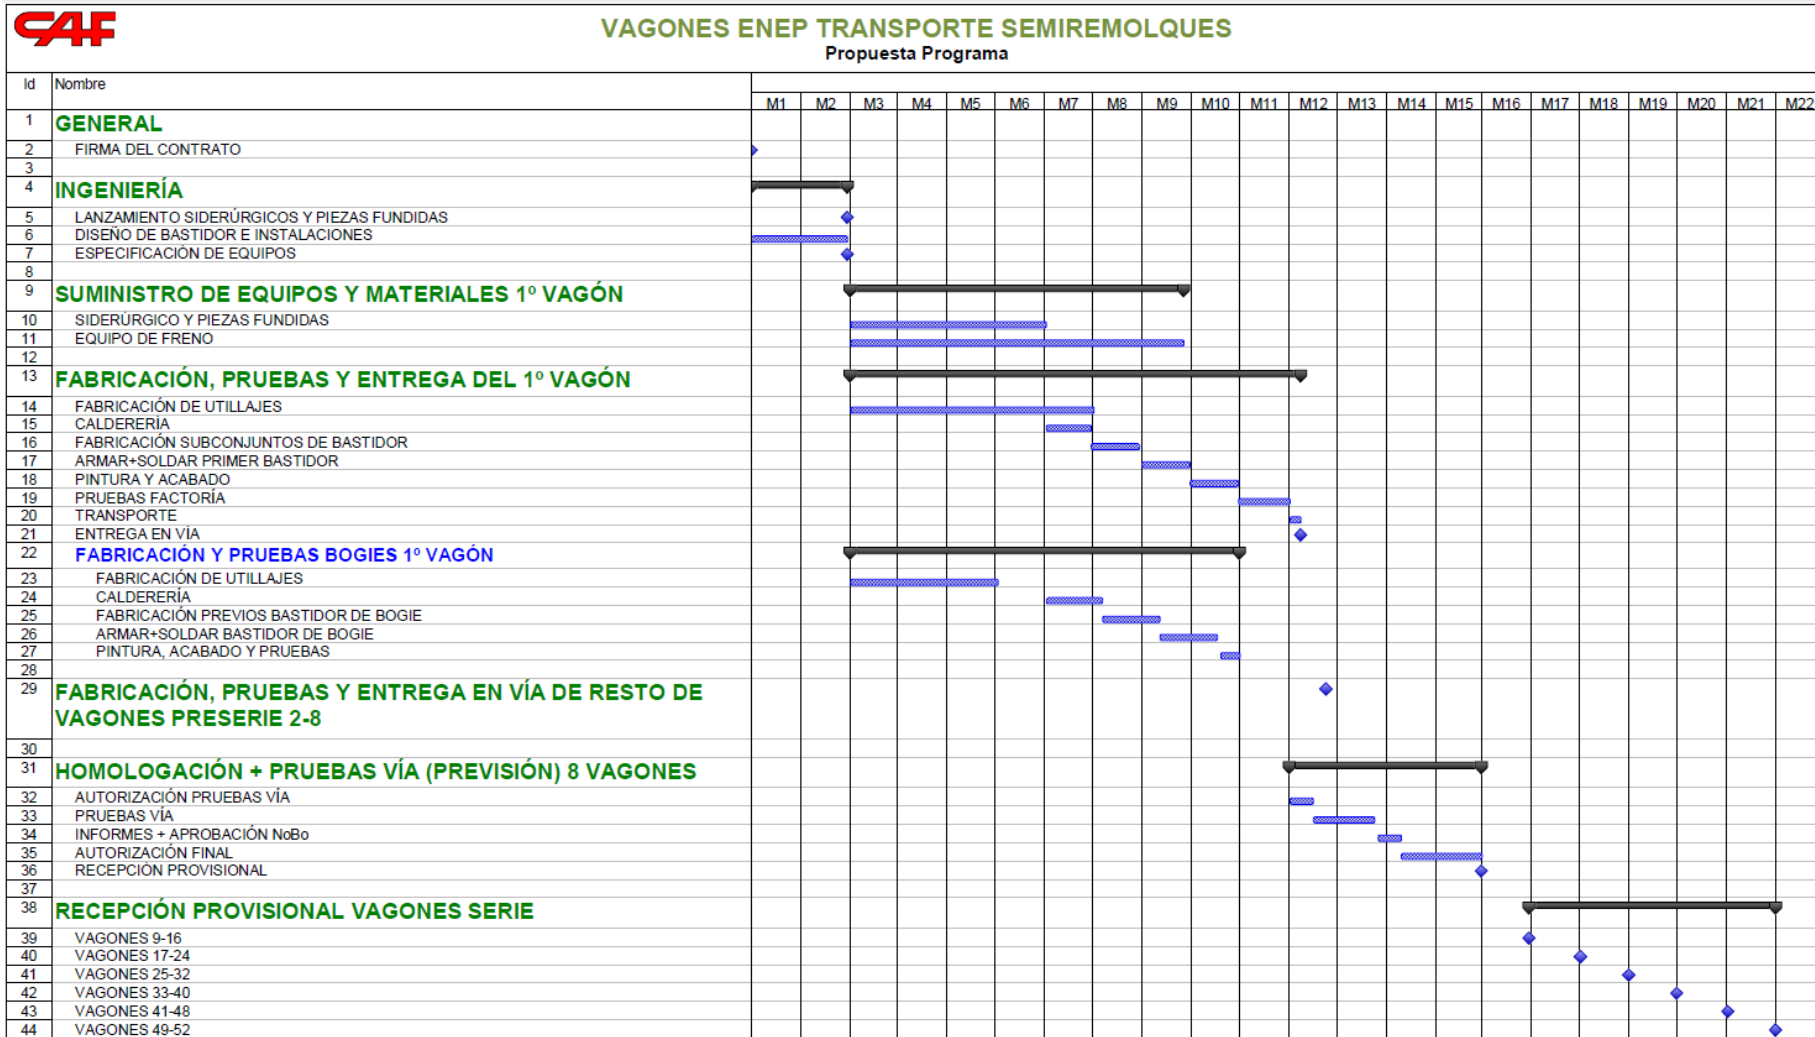 CAF
VAGONES ENEP TRANSPORTE SEMIREMOLQUES
Propuesta Programa
Id Nombre
M1 M2 M3 M4 M5 M6 M7 M8 M9 M10 M11 M12 M13 M14 M15 M16 M17 M18 M19 M20 M21 M22
1 GENERAL
2 FIRMA DEL CONTRATO
3
4 INGENIERÍA
5 LANZAMIENTO SIDERÚRGICOS Y PIEZAS FUNDIDAS
6 DISEÑO DE BASTIDOR E INSTALACIONES
7 ESPECIFICACIÓN DE EQUIPOS
8
9 SUMINISTRO DE EQUIPOS Y MATERIALES 1º VAGÓN
10 SIDERÚRGICO Y PIEZAS FUNDIDAS
11 EQUIPO DE FRENO
12
13 FABRICACIÓN, PRUEBAS Y ENTREGA DEL 1º VAGÓN
14 FABRICACIÓN DE UTILLAJES
15 CALDERERÍA
16 FABRICACIÓN SUBCONJUNTOS DE BASTIDOR
17 ARMAR+SOLDAR PRIMER BASTIDOR
18 PINTURA Y ACABADO
19 PRUEBAS FACTORÍA
20 TRANSPORTE
21 ENTREGA EN VÍA
22 FABRICACIÓN Y PRUEBAS BOGIES 1º VAGÓN
23 FABRICACIÓN DE UTILLAJES
24 CALDERERÍA
25 FABRICACIÓN PREVIOS BASTIDOR DE BOGIE
26 ARMAR+SOLDAR BASTIDOR DE BOGIE
27 PINTURA, ACABADO Y PRUEBAS
28
29 FABRICACIÓN, PRUEBAS Y ENTREGA EN VÍA DE RESTO DE
VAGONES PRESERIE 2-8
30
31 HOMOLOGACIÓN + PRUEBAS VÍA (PREVISIÓN) 8 VAGONES
32 AUTORIZACIÓN PRUEBAS VÍA
33 PRUEBAS VÍA
34 INFORMES + APROBACIÓN NoBo
35 AUTORIZACIÓN FINAL
36 RECEPCIÓN PROVISIONAL
37
38 RECEPCIÓN PROVISIONAL VAGONES SERIE
39 VAGONES 9-16
40 VAGONES 17-24
41 VAGONES 25-32
42 VAGONES 33-40
43 VAGONES 41-48
44 VAGONES 49-52